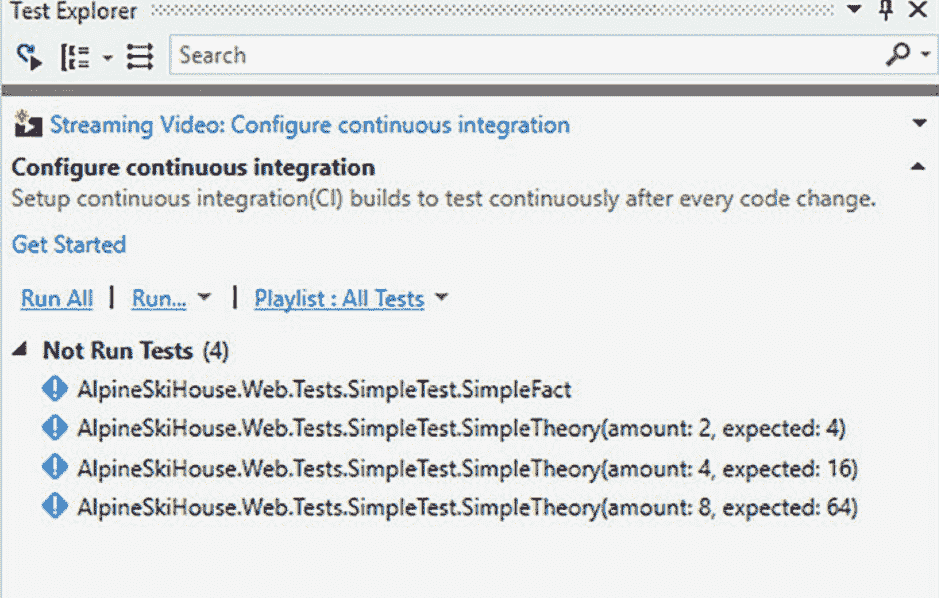 Test Explorer
Search
Streaming Video: Configure continuous integration
Configure continuous integration
Setup continuous integration(CI) builds to test continuously after every code change.
Get Started
Run All | Run... | Playlist : All Tests
Not Run Tests (4)
AlpineSkiHouse.Web.Tests.SimpleTest.SimpleFact
AlpineSkiHouse.Web.Tests.SimpleTest.SimpleTheory(amount: 2, expected: 4)
AlpineSkiHouse.Web.Tests.SimpleTest.SimpleTheory(amount: 4, expected: 16)
AlpineSkiHouse.Web.Tests.SimpleTest.SimpleTheory(amount: 8, expected: 64)